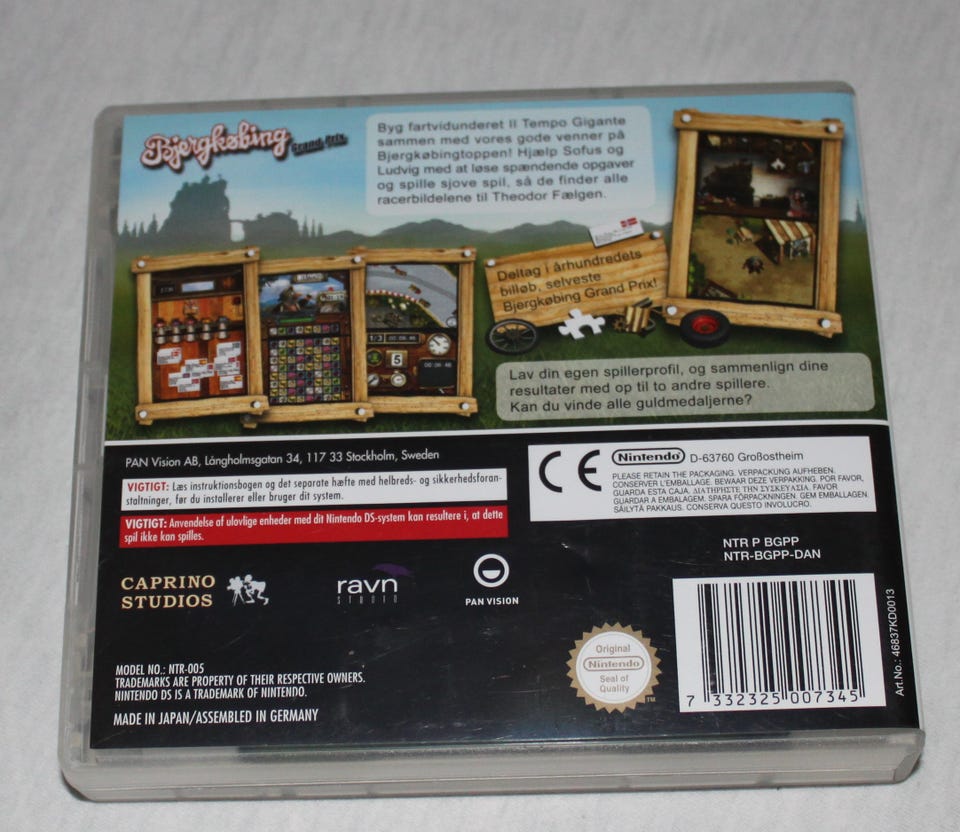 Bjergkøbing
Grand Prix
Byg fartvidunderet Il Tempo Gigante
sammen med vores gode venner på
Bjergkøbingtoppen! Hjælp Sofus og
Ludvig med at løse spændende opgaver
og spille sjove spil, så de finder alle
racerbildelene til Theodor Fælgen.
Deltag i århundredets
billøb, selveste
Bjergkøbing Grand Prix!
1/3
5
Lav din egen spillerprofil, og sammenlign dine
resultater med op til to andre spillere.
Kan du vinde alle guldmedaljerne?
PAN Vision AB, Långholmsgatan 34, 117 33 Stockholm, Sweden
VIGTIGT: Læs instruktionsbogen og det separate hæfte med helbreds- og sikkerhedsforan-
staltninger, før du installerer eller bruger dit system.
VIGTIGT: Anvendelse af ulovlige enheder med dit Nintendo DS-system kan resultere i, at dette
spil ikke kan spilles.
CE
Nintendo D-63760 Großostheim
PLEASE RETAIN THE PACKAGING. VERPACKUNG AUFHEBEN.
CONSERVER L'EMBALLAGE. BEWAAR DEZE VERPAKKING. POR FAVOR,
GUARDA ESTA CAJA. ΔΙΑΤΗΡΗΣΤΕ ΤΗΝ ΣΥΣΚΕΥΑΣΙΑ. FAVOR
GUARDAR A EMBALAGEM. SPARA FÖRPACKNINGEN. GEM EMBALLAGEN.
SÄILYTÄ PAKKAUS. CONSERVA QUESTO INVOLUCRO.
NTR P BGPP
NTR-BGPP-DAN
CAPRINO
STUDIOS
ravn
STUDIO
PAN VISION
Original
Nintendo
Seal of
Quality
TM
7 332325 007345
Art.No.: 46837KD0013
MODEL NO.: NTR-005
TRADEMARKS ARE PROPERTY OF THEIR RESPECTIVE OWNERS.
NINTENDO DS IS A TRADEMARK OF NINTENDO.
MADE IN JAPAN/ASSEMBLED IN GERMANY